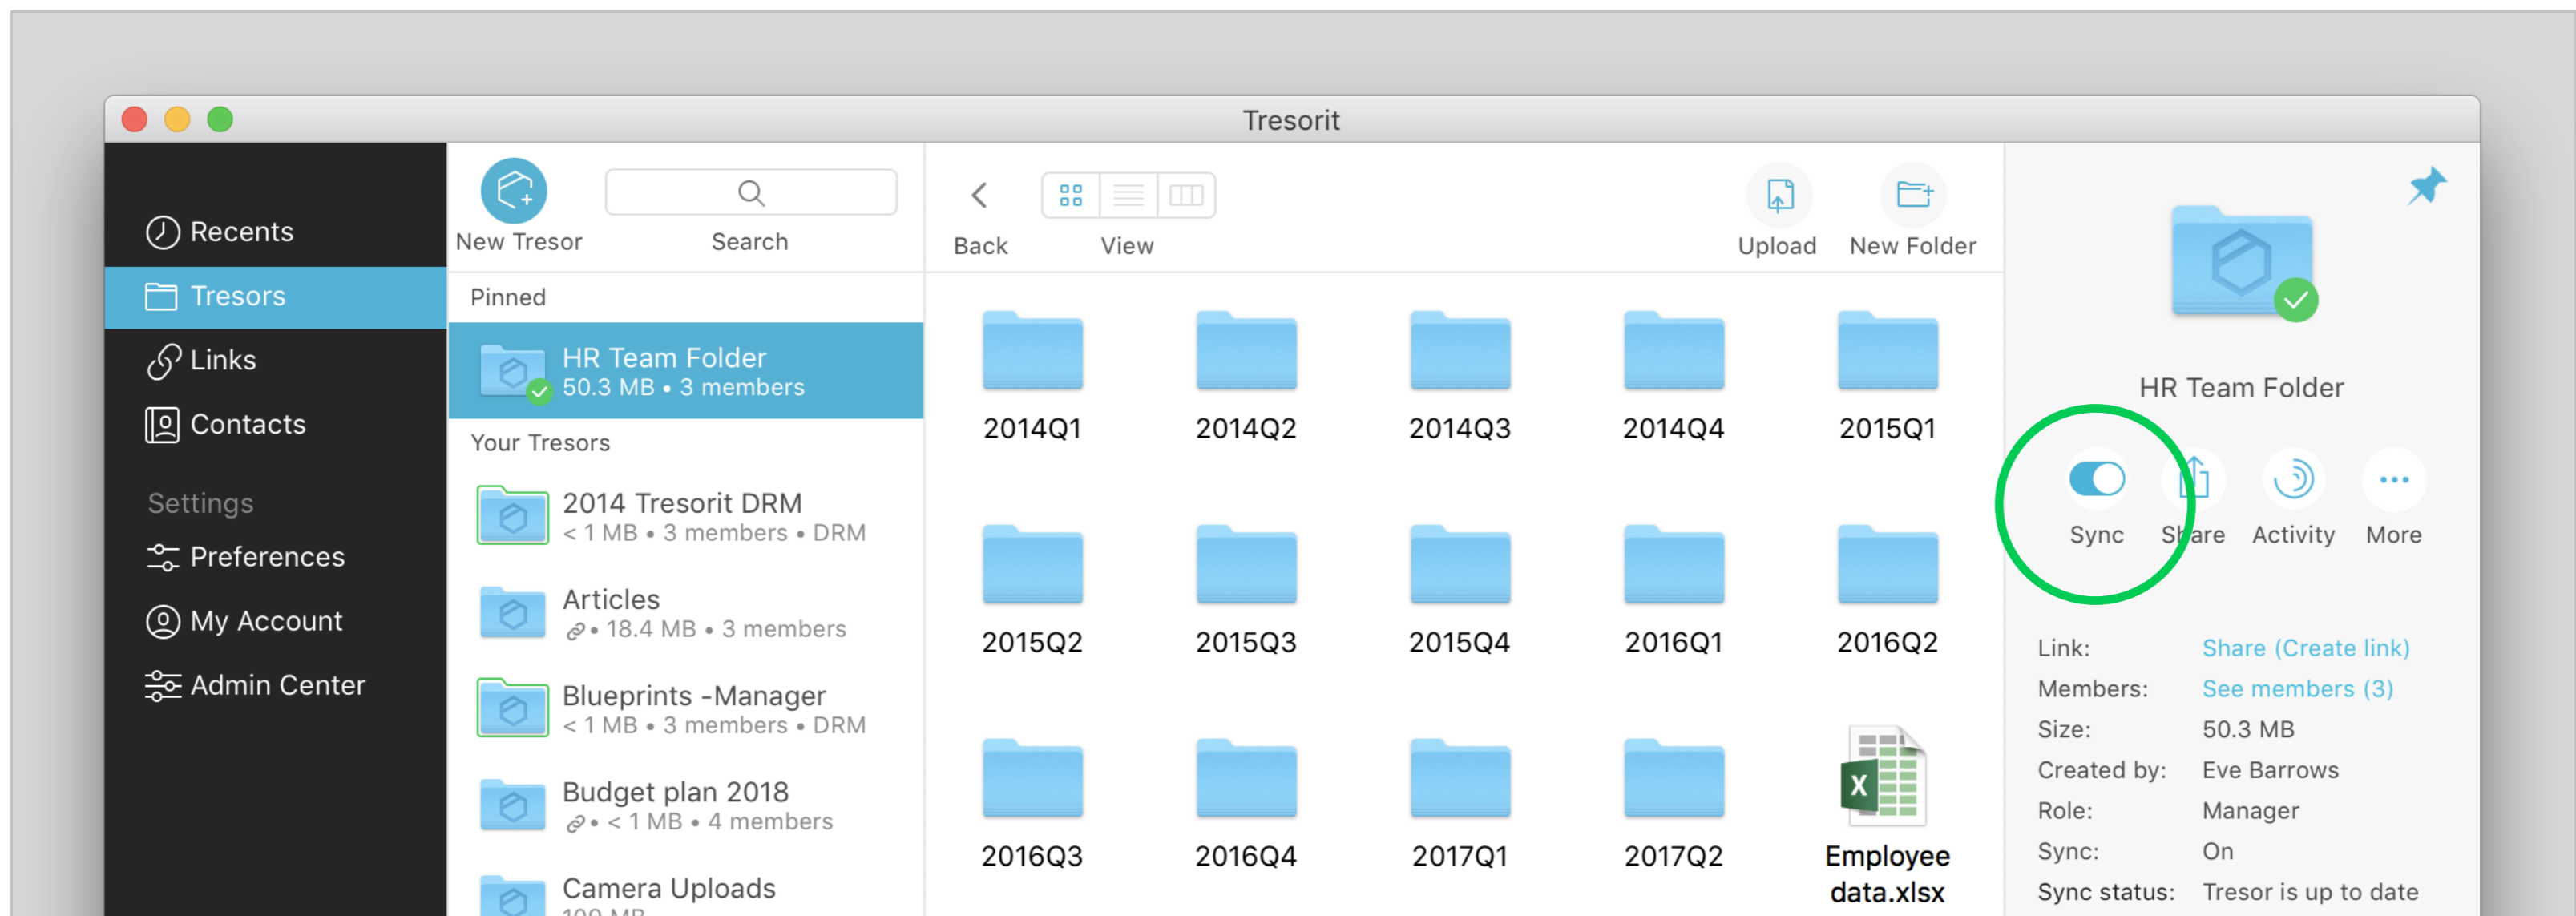 Tresorit
Recents
Tresors
Links
Contacts
Settings
Preferences
My Account
Admin Center
New Tresor
Search
Pinned
HR Team Folder
50.3 MB • 3 members
Your Tresors
2014 Tresorit DRM
< 1 MB • 3 members • DRM
Articles
• 18.4 MB • 3 members
Blueprints -Manager
< 1 MB • 3 members • DRM
Budget plan 2018
• < 1 MB • 4 members
Camera Uploads
Back
View
Upload
New Folder
2014Q1
2014Q2
2014Q3
2014Q4
2015Q1
2015Q2
2015Q3
2015Q4
2016Q1
2016Q2
2016Q3
2016Q4
2017Q1
2017Q2
Employee
data.xlsx
HR Team Folder
Sync
Share
Activity
More
Link: Share (Create link)
Members: See members (3)
Size: 50.3 MB
Created by: Eve Barrows
Role: Manager
Sync: On
Sync status: Tresor is up to date